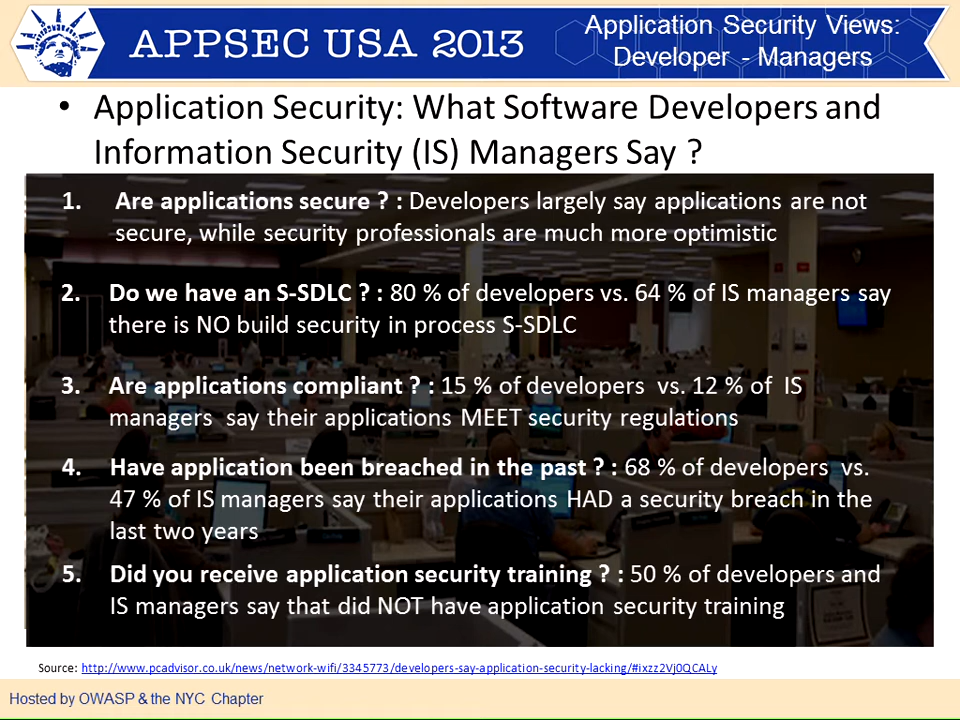 APPSEC USA 2013
Application Security Views:
Developer - Managers
• Application Security: What Software Developers and
Information Security (IS) Managers Say ?
1. Are applications secure ? : Developers largely say applications are not
secure, while security professionals are much more optimistic
2. Do we have an S-SDLC ? : 80 % of developers vs. 64 % of IS managers say
there is NO build security in process S-SDLC
3. Are applications compliant ? : 15 % of developers vs. 12 % of IS
managers say their applications MEET security regulations
4. Have application been breached in the past ? : 68 % of developers vs.
47 % of IS managers say their applications HAD a security breach in the
last two years
5. Did you receive application security training ? : 50 % of developers and
IS managers say that did NOT have application security training
Source: http://www.pcadvisor.co.uk/news/network-wifi/3345773/developers-say-application-security-lacking/#ixzz2Vj0QCALy
Hosted by OWASP & the NYC Chapter